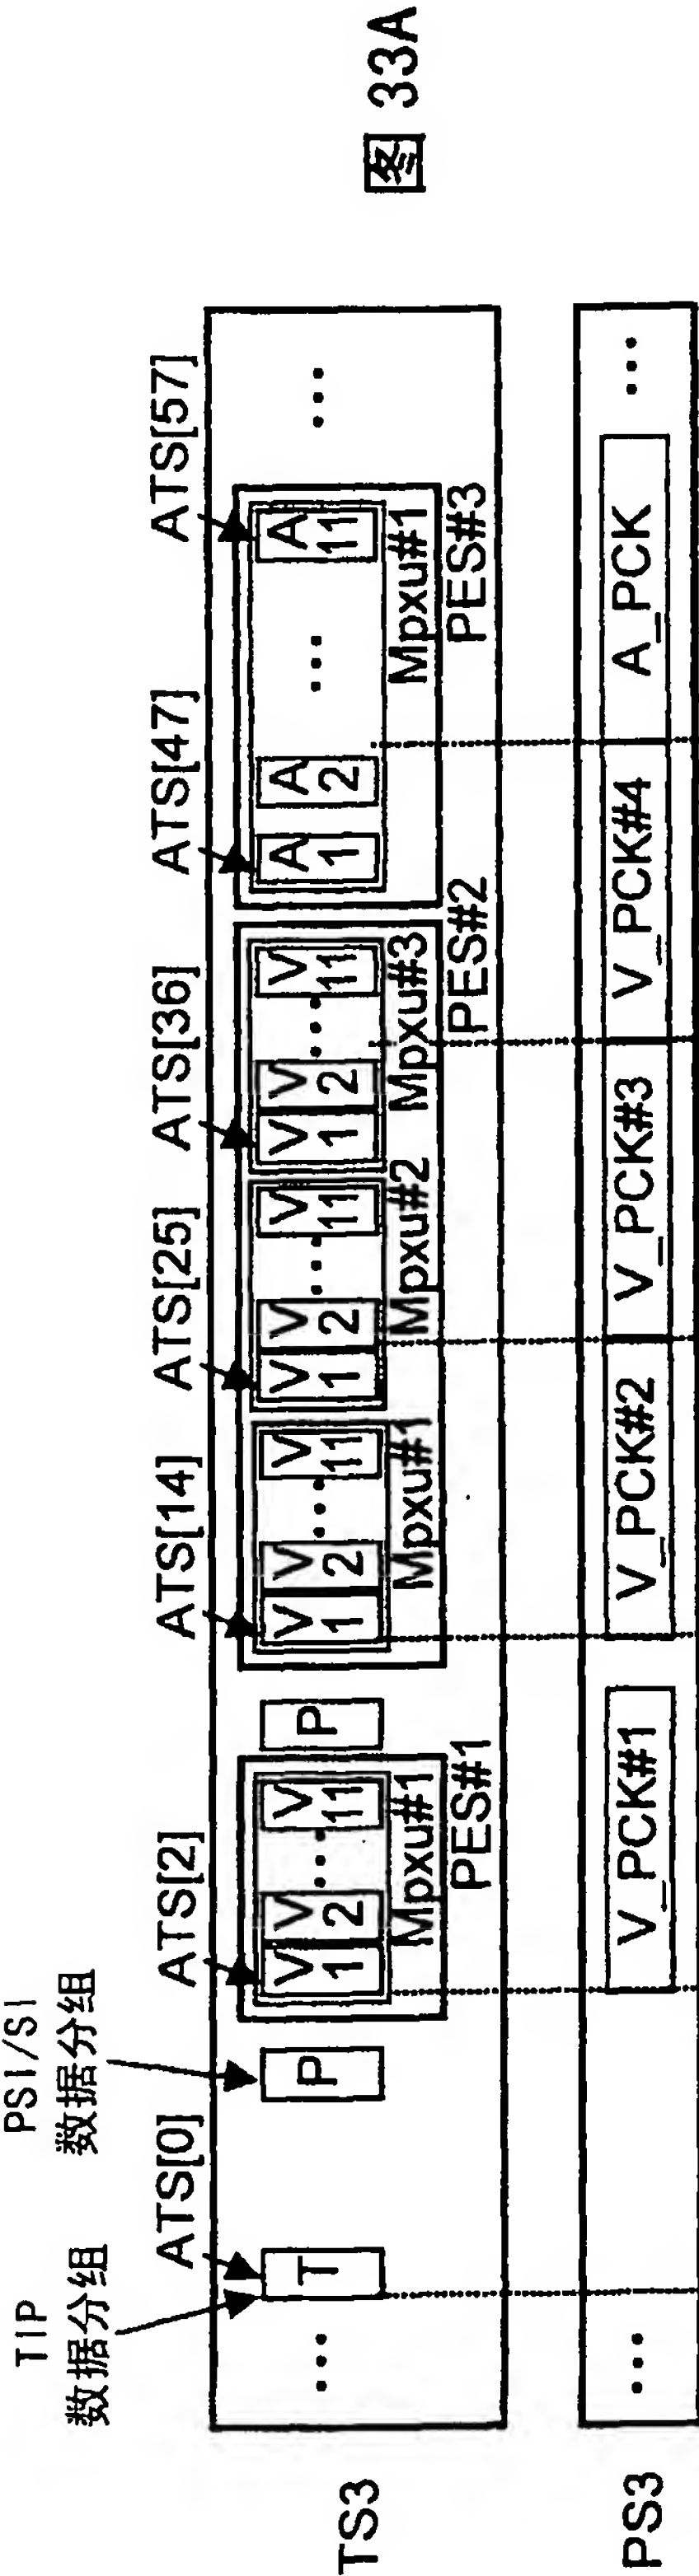 图 33A
TIP
数据分组
PSI/SI
数据分组
ATS[0]
ATS[2]
ATS[14]
ATS[25]
ATS[36]
ATS[47]
ATS[57]
TS3
...
T
P
V 1
V 2
...
V 11
Mpxu#1
PES#1
P
V 1
V 2
...
V 11
Mpxu#1
V 1
V 2
...
V 11
Mpxu#2
V 1
V 2
...
V 11
Mpxu#3
PES#2
A 1
A 2
...
A 11
Mpxu#1
PES#3
...
PS3
...
V_PCK#1
V_PCK#2
V_PCK#3
V_PCK#4
A_PCK
...